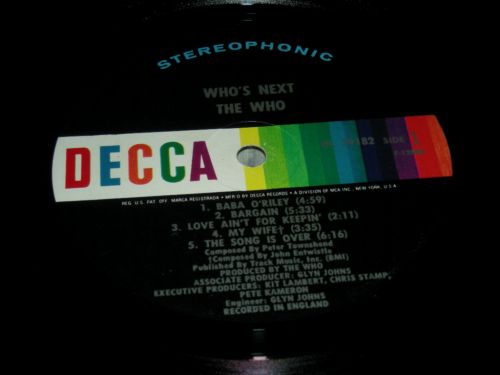 STEREOPHONIC
WHO'S NEXT
THE WHO
DECCA
SIDE 1
REG. U.S. PAT. OFF. MARCA REGISTRADA • MFR'D BY DECCA RECORDS • A DIVISION OF MCA INC., NEW YORK, U.S.A
1. BABA O'RILEY (4:59)
2. BARGAIN (5:33)
3. LOVE AIN'T FOR KEEPIN' (2:11)
4. MY WIFE† (3:35)
5. THE SONG IS OVER (6:16)
Composed By Peter Townshend
†Composed By John Entwistle
Published By Track Music, Inc. (BMI)
PRODUCED BY THE WHO
ASSOCIATE PRODUCER: GLYN JOHNS
EXECUTIVE PRODUCERS: KIT LAMBERT, CHRIS STAMP,
PETE KAMERON
Engineer: GLYN JOHNS
RECORDED IN ENGLAND